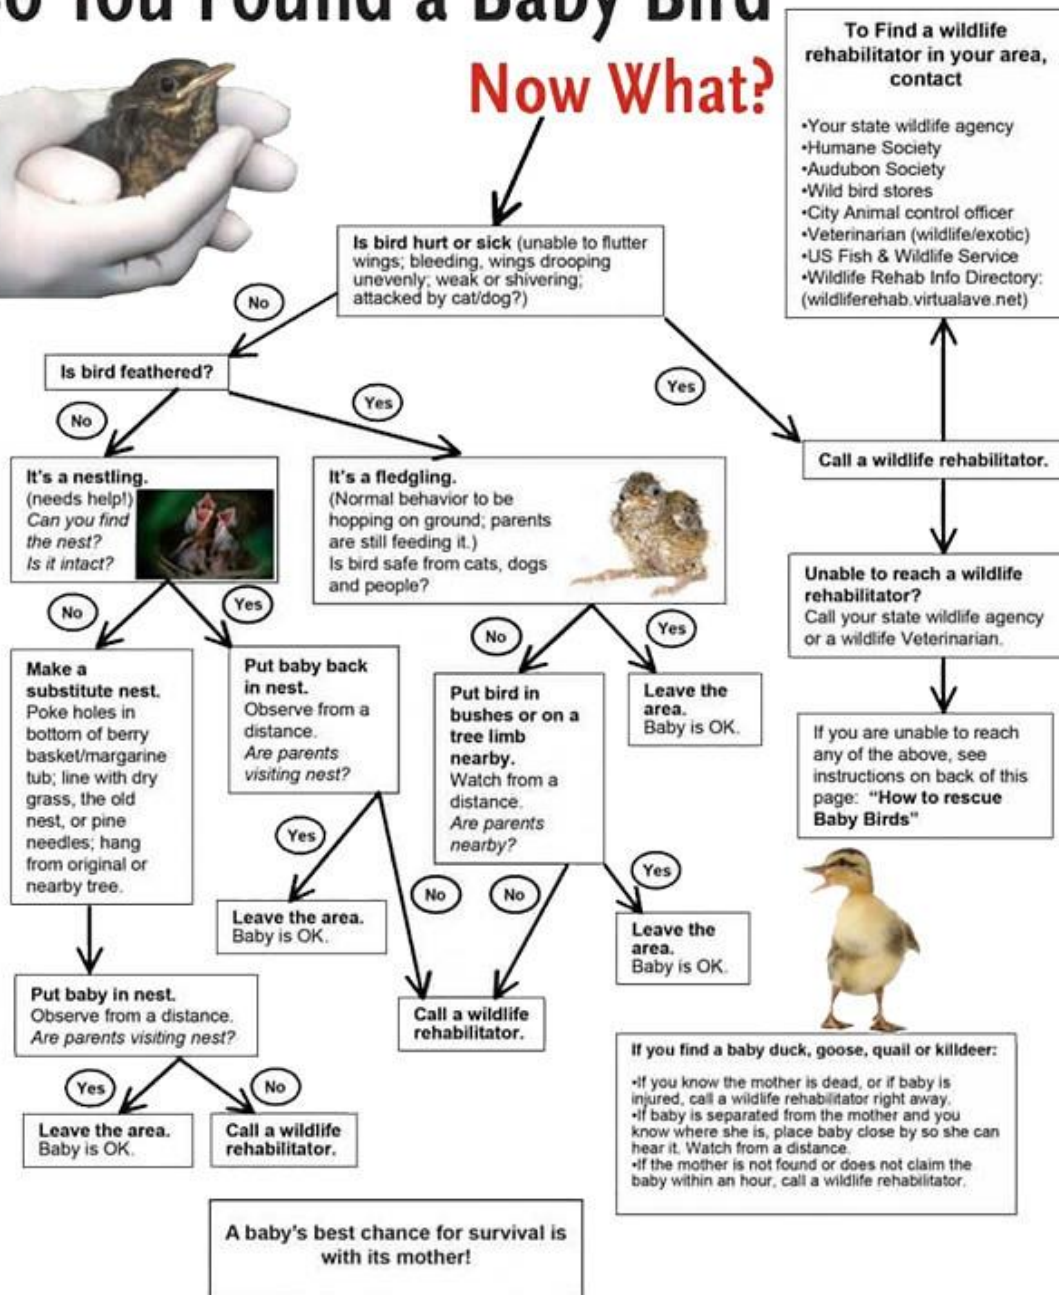 So You Found a Baby Bird
Now What?
To Find a wildlife
rehabilitator in your area,
contact
•Your state wildlife agency
•Humane Society
•Audubon Society
•Wild bird stores
•City Animal control officer
•Veterinarian (wildlife/exotic)
•US Fish & Wildlife Service
•Wildlife Rehab Info Directory:
(wildliferehab.virtualave.net)
Is bird hurt or sick (unable to flutter
wings; bleeding, wings drooping
unevenly; weak or shivering;
attacked by cat/dog?)
No
Yes
Is bird feathered?
No
Yes
Call a wildlife rehabilitator.
It's a nestling.
(needs help!)
Can you find
the nest?
Is it intact?
It's a fledgling.
(Normal behavior to be
hopping on ground; parents
are still feeding it.)
Is bird safe from cats, dogs
and people?
Unable to reach a wildlife
rehabilitator?
Call your state wildlife agency
or a wildlife Veterinarian.
No
Yes
No
Yes
Make a
substitute nest.
Poke holes in
bottom of berry
basket/margarine
tub; line with dry
grass, the old
nest, or pine
needles; hang
from original or
nearby tree.
Put baby back
in nest.
Observe from a
distance.
Are parents
visiting nest?
Put bird in
bushes or on a
tree limb
nearby.
Watch from a
distance.
Are parents
nearby?
Leave the
area.
Baby is OK.
If you are unable to reach
any of the above, see
instructions on back of this
page: “How to rescue
Baby Birds”
Yes
No
No
Yes
Leave the area.
Baby is OK.
Leave the
area.
Baby is OK.
Put baby in nest.
Observe from a distance.
Are parents visiting nest?
Call a wildlife
rehabilitator.
Yes
No
Leave the area.
Baby is OK.
Call a wildlife
rehabilitator.
If you find a baby duck, goose, quail or killdeer:
•If you know the mother is dead, or if baby is
injured, call a wildlife rehabilitator right away.
•If baby is separated from the mother and you
know where she is, place baby close by so she can
hear it. Watch from a distance.
•If the mother is not found or does not claim the
baby within an hour, call a wildlife rehabilitator.
A baby's best chance for survival is
with its mother!